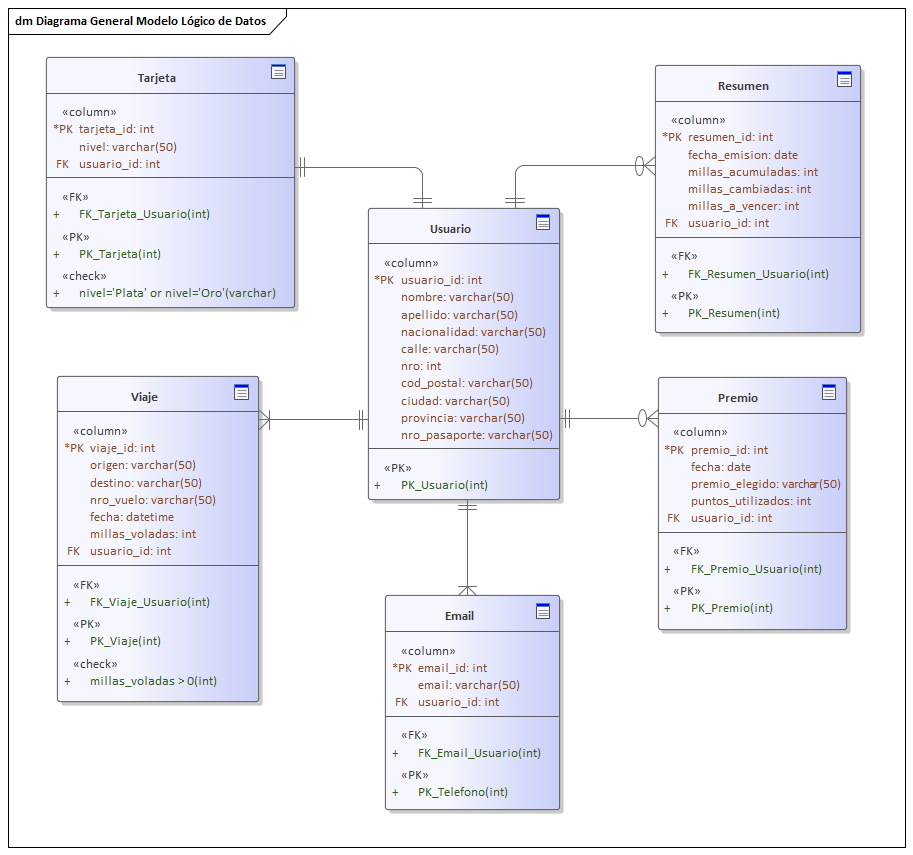 dm Diagrama General Modelo Lógico de Datos
Tarjeta
«column»
*PK tarjeta_id: int
nivel: varchar(50)
FK usuario_id: int
«FK»
+ FK_Tarjeta_Usuario(int)
«PK»
+ PK_Tarjeta(int)
«check»
+ nivel='Plata' or nivel='Oro'(varchar)
Resumen
«column»
*PK resumen_id: int
fecha_emision: date
millas_acumuladas: int
millas_cambiadas: int
millas_a_vencer: int
FK usuario_id: int
«FK»
+ FK_Resumen_Usuario(int)
«PK»
+ PK_Resumen(int)
Usuario
«column»
*PK usuario_id: int
nombre: varchar(50)
apellido: varchar(50)
nacionalidad: varchar(50)
calle: varchar(50)
nro: int
cod_postal: varchar(50)
ciudad: varchar(50)
provincia: varchar(50)
nro_pasaporte: varchar(50)
«PK»
+ PK_Usuario(int)
Viaje
«column»
*PK viaje_id: int
origen: varchar(50)
destino: varchar(50)
nro_vuelo: varchar(50)
fecha: datetime
millas_voladas: int
FK usuario_id: int
«FK»
+ FK_Viaje_Usuario(int)
«PK»
+ PK_Viaje(int)
«check»
+ millas_voladas > 0(int)
Premio
«column»
*PK premio_id: int
fecha: date
premio_elegido: varchar(50)
puntos_utilizados: int
FK usuario_id: int
«FK»
+ FK_Premio_Usuario(int)
«PK»
+ PK_Premio(int)
Email
«column»
*PK email_id: int
email: varchar(50)
FK usuario_id: int
«FK»
+ FK_Email_Usuario(int)
«PK»
+ PK_Telefono(int)